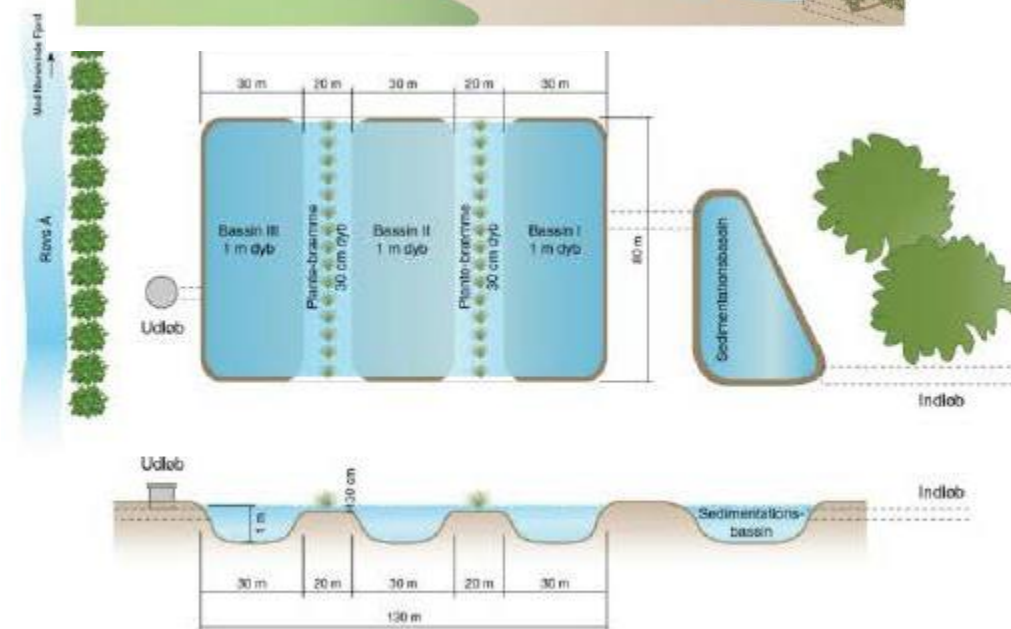 30 m
20 m
30 m
20 m
30 m
Revs Å
Bassin III
1 m dyb
Plante-bræmme
30 cm dyb
Bassin II
1 m dyb
Plante-bræmme
30 cm dyb
Bassin I
1 m dyb
80 m
Sedimentationsbassin
Udløb
Indløb
Udløb
1 m
30 cm
Sedimentations-
bassin
Indløb
30 m
20 m
30 m
20 m
30 m
130 m